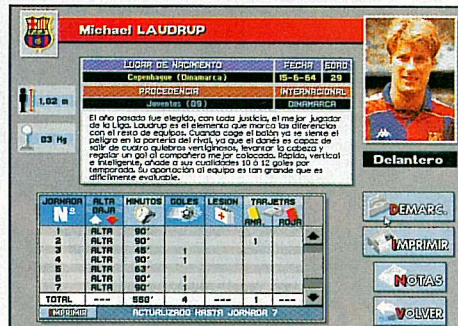 Michael LAUDRUP
LUGAR DE NACIMIENTO FECHA EDAD
Copenhague (Dinamarca) 15-6-64 29
PROCEDENCIA INTERNACIONAL
Juventus (89) DINAMARCA
1,82 m
83 Kg
El año pasado fue elegido, con toda justicia, el mejor jugador
de la Liga. Laudrup es el elemento que marca las diferencias
con el resto de equipos. Cuando coge el balón ya se siente el
peligro en la portería del rival, ya que el danés es capaz de
salir de cuatro quiebros vertiginosos, levantar la cabeza y
regalar un gol al compañero mejor colocado. Rápido, vertical
e inteligente, añade a sus cualidades 10 ó 12 goles por
temporada. Su aportación al equipo es tan grande que es
difícilmente evaluable.
Delantero
JORNADA ALTA MINUTOS GOLES LESION TARJETAS
Nº BAJA AMA. ROJA
1 ALTA 90'
2 ALTA 90' 1
3 ALTA 45' 1
4 ALTA 90'
5 ALTA 63'
6 ALTA 90' 1
7 ALTA 90' 1
TOTAL --- 558' 4 --- 1 ---
IMPRIMIR ACTUALIZADO HASTA JORNADA 7
DEMARC.
IMPRIMIR
NOTAS
VOLVER